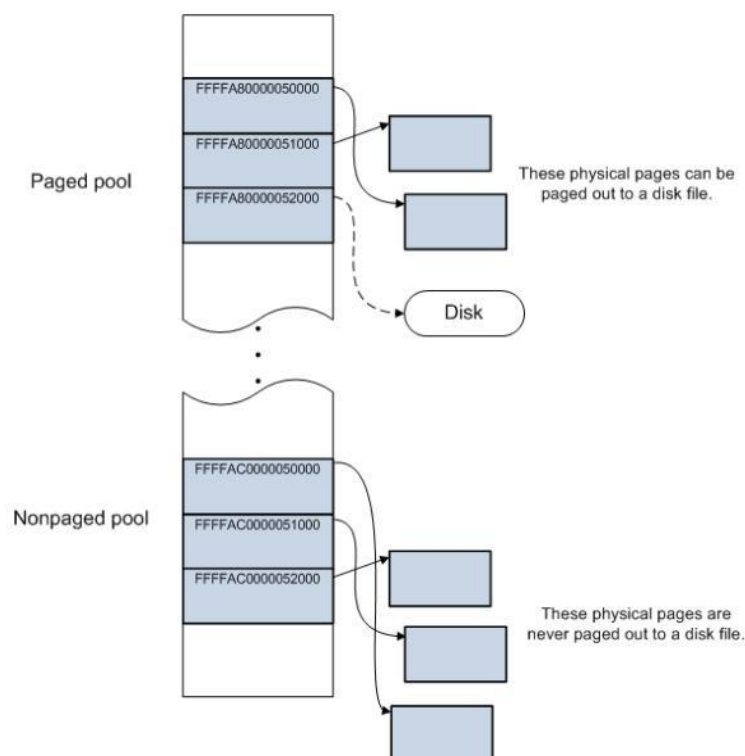 FFFFA80000050000
FFFFA80000051000
Paged pool
FFFFA80000052000
These physical pages can be
paged out to a disk file.
Disk
FFFFAC0000050000
Nonpaged pool
FFFFAC0000051000
FFFFAC0000052000
These physical pages are
never paged out to a disk file.